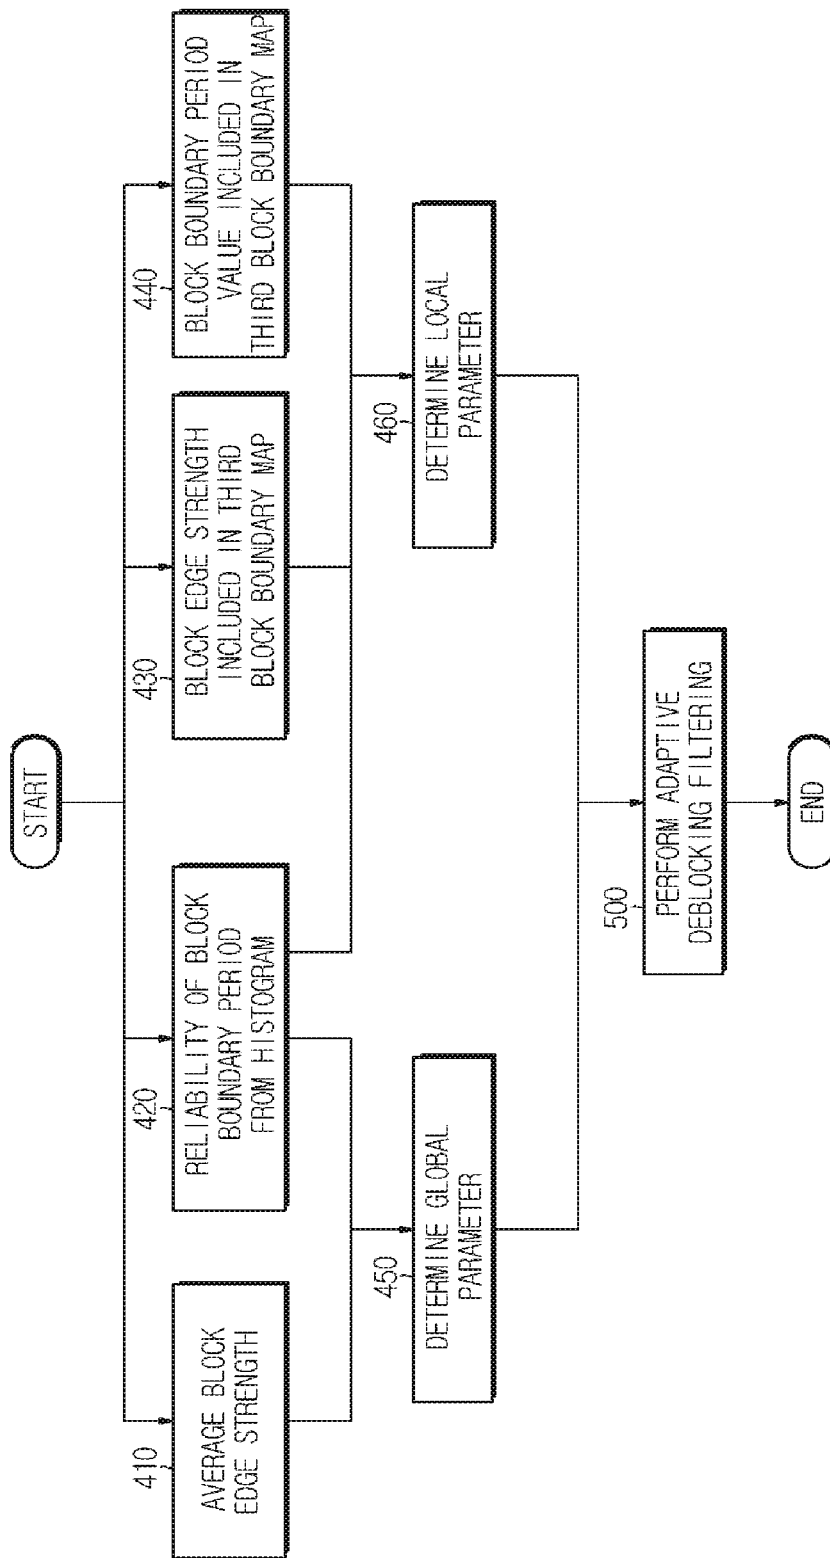 START
410
AVERAGE BLOCK
EDGE STRENGTH
420
RELIABILITY OF BLOCK
BOUNDARY PERIOD
FROM HISTOGRAM
430
BLOCK EDGE STRENGTH
INCLUDED IN THIRD
BLOCK BOUNDARY MAP
440
BLOCK BOUNDARY PERIOD
VALUE INCLUDED IN
THIRD BLOCK BOUNDARY MAP
450
DETERMINE GLOBAL
PARAMETER
460
DETERMINE LOCAL
PARAMETER
500
PERFORM ADAPTIVE
DEBLOCKING FILTERING
END